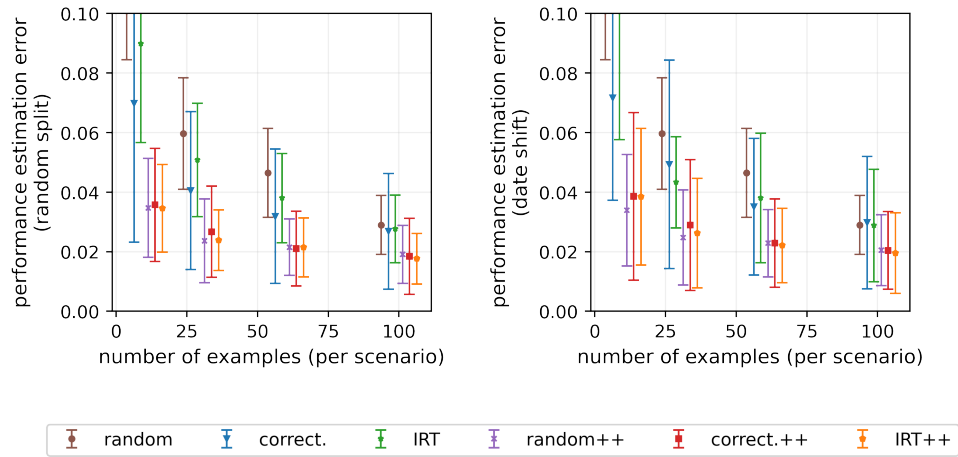 performance estimation error
(random split)
0.10
0.08
0.06
0.04
0.02
0.00
0 25 50 75 100
number of examples (per scenario)
performance estimation error
(date shift)
0.10
0.08
0.06
0.04
0.02
0.00
0 25 50 75 100
number of examples (per scenario)
random correct. IRT random++ correct.++ IRT++